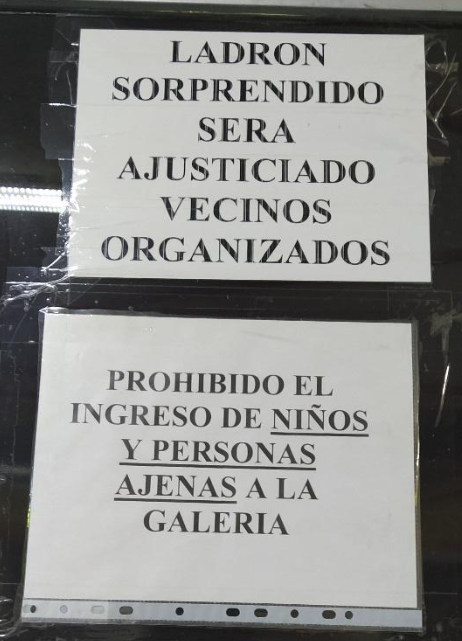 LADRON
SORPRENDIDO
SERA
AJUSTICIADO
VECINOS
ORGANIZADOS
PROHIBIDO EL
INGRESO DE NIÑOS
Y PERSONAS
AJENAS A LA
GALERIA